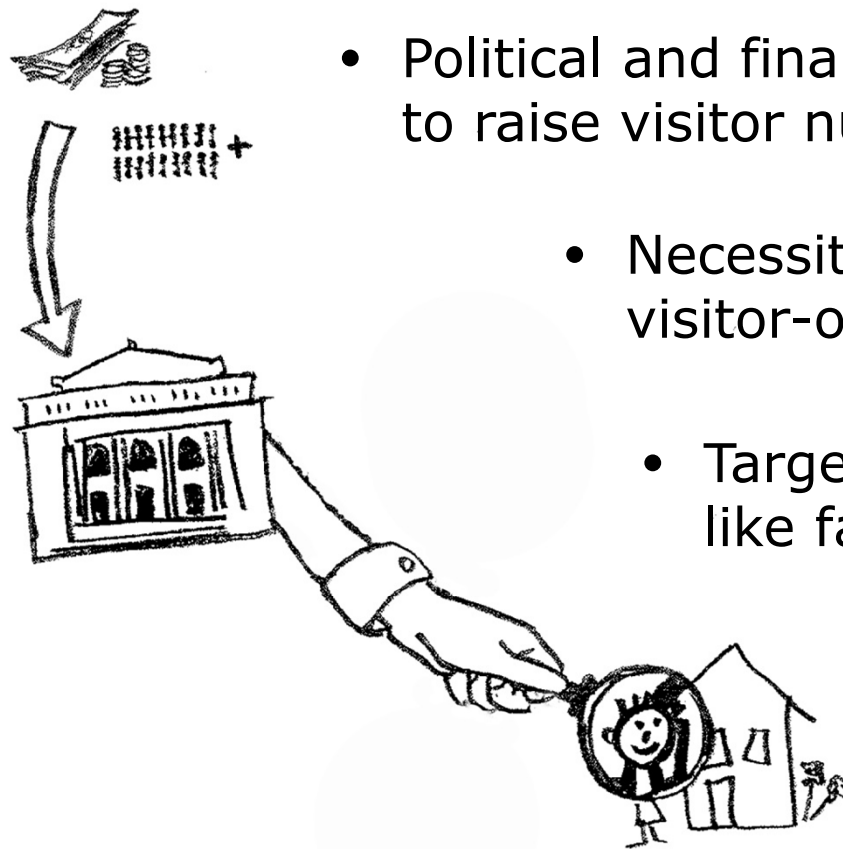 • Political and fina
to raise visitor nu
• Necessit
visitor-o
• Targe
like fa